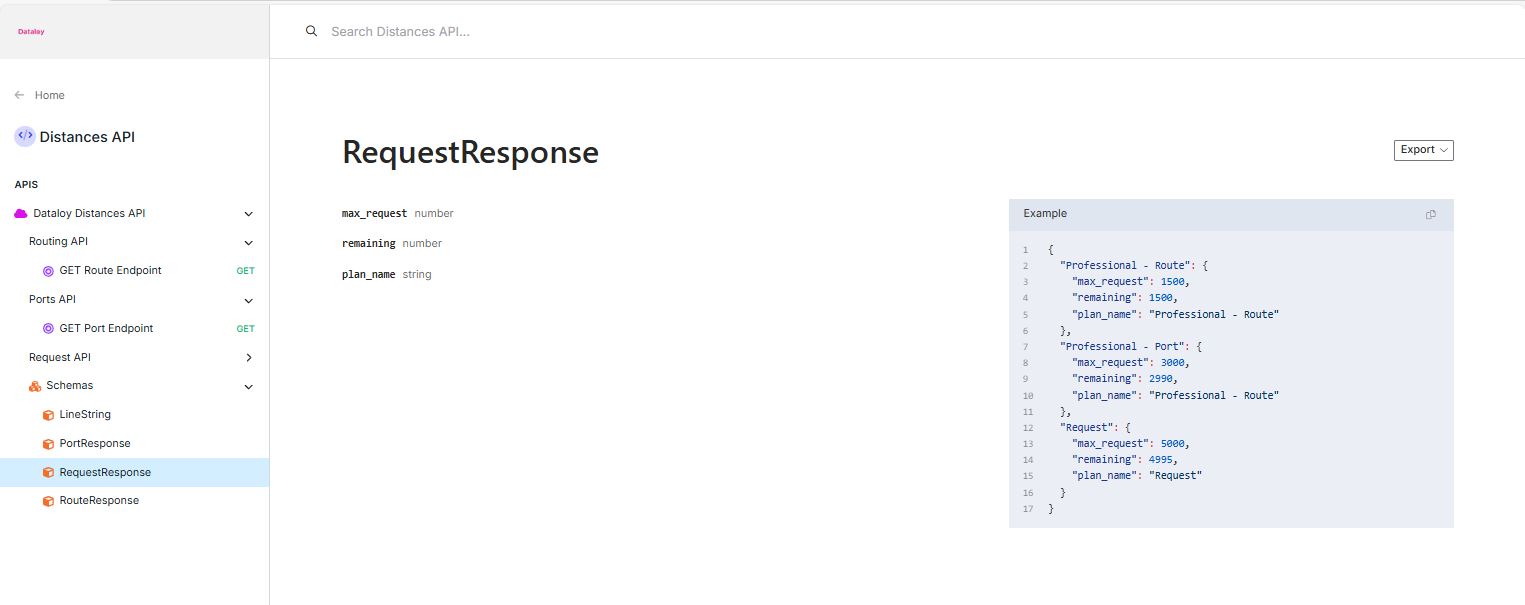 Dataloy
Search Distances API...
Home
</> Distances API
APIS
Dataloy Distances API
Routing API
GET Route Endpoint GET
Ports API
GET Port Endpoint GET
Request API
Schemas
LineString
PortResponse
RequestResponse
RouteResponse
RequestResponse
Export
max_request number
remaining number
plan_name string
Example
1 {
2 "Professional - Route": {
3 "max_request": 1500,
4 "remaining": 1500,
5 "plan_name": "Professional - Route"
6 },
7 "Professional - Port": {
8 "max_request": 3000,
9 "remaining": 2990,
10 "plan_name": "Professional - Route"
11 },
12 "Request": {
13 "max_request": 5000,
14 "remaining": 4995,
15 "plan_name": "Request"
16 }
17 }